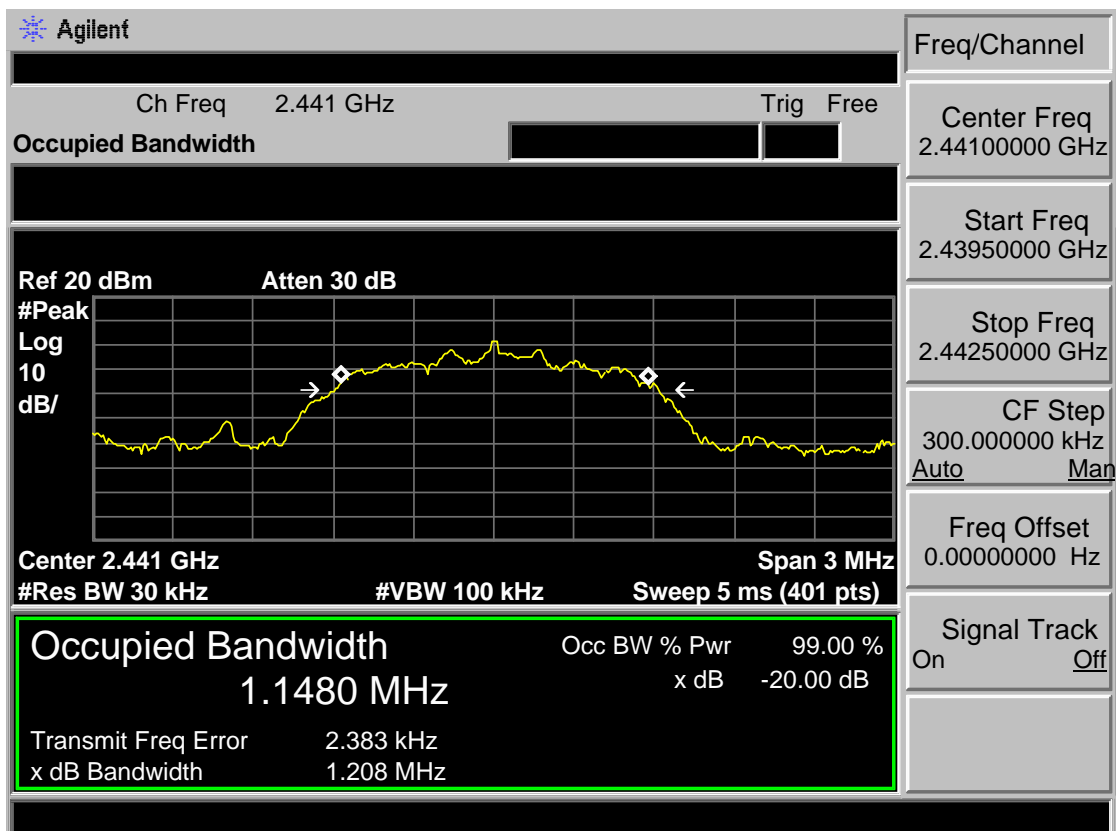 Agilent
Freq/Channel
Ch Freq 2.441 GHz Trig Free
Occupied Bandwidth
Center Freq
2.44100000 GHz
Start Freq
2.43950000 GHz
Stop Freq
2.44250000 GHz
CF Step
300.000000 kHz
Auto Man
Freq Offset
0.00000000 Hz
Signal Track
On Off
Ref 20 dBm Atten 30 dB
#Peak
Log
10
dB/
Center 2.441 GHz Span 3 MHz
#Res BW 30 kHz #VBW 100 kHz Sweep 5 ms (401 pts)
Occupied Bandwidth Occ BW % Pwr 99.00 %
1.1480 MHz x dB -20.00 dB
Transmit Freq Error 2.383 kHz
x dB Bandwidth 1.208 MHz